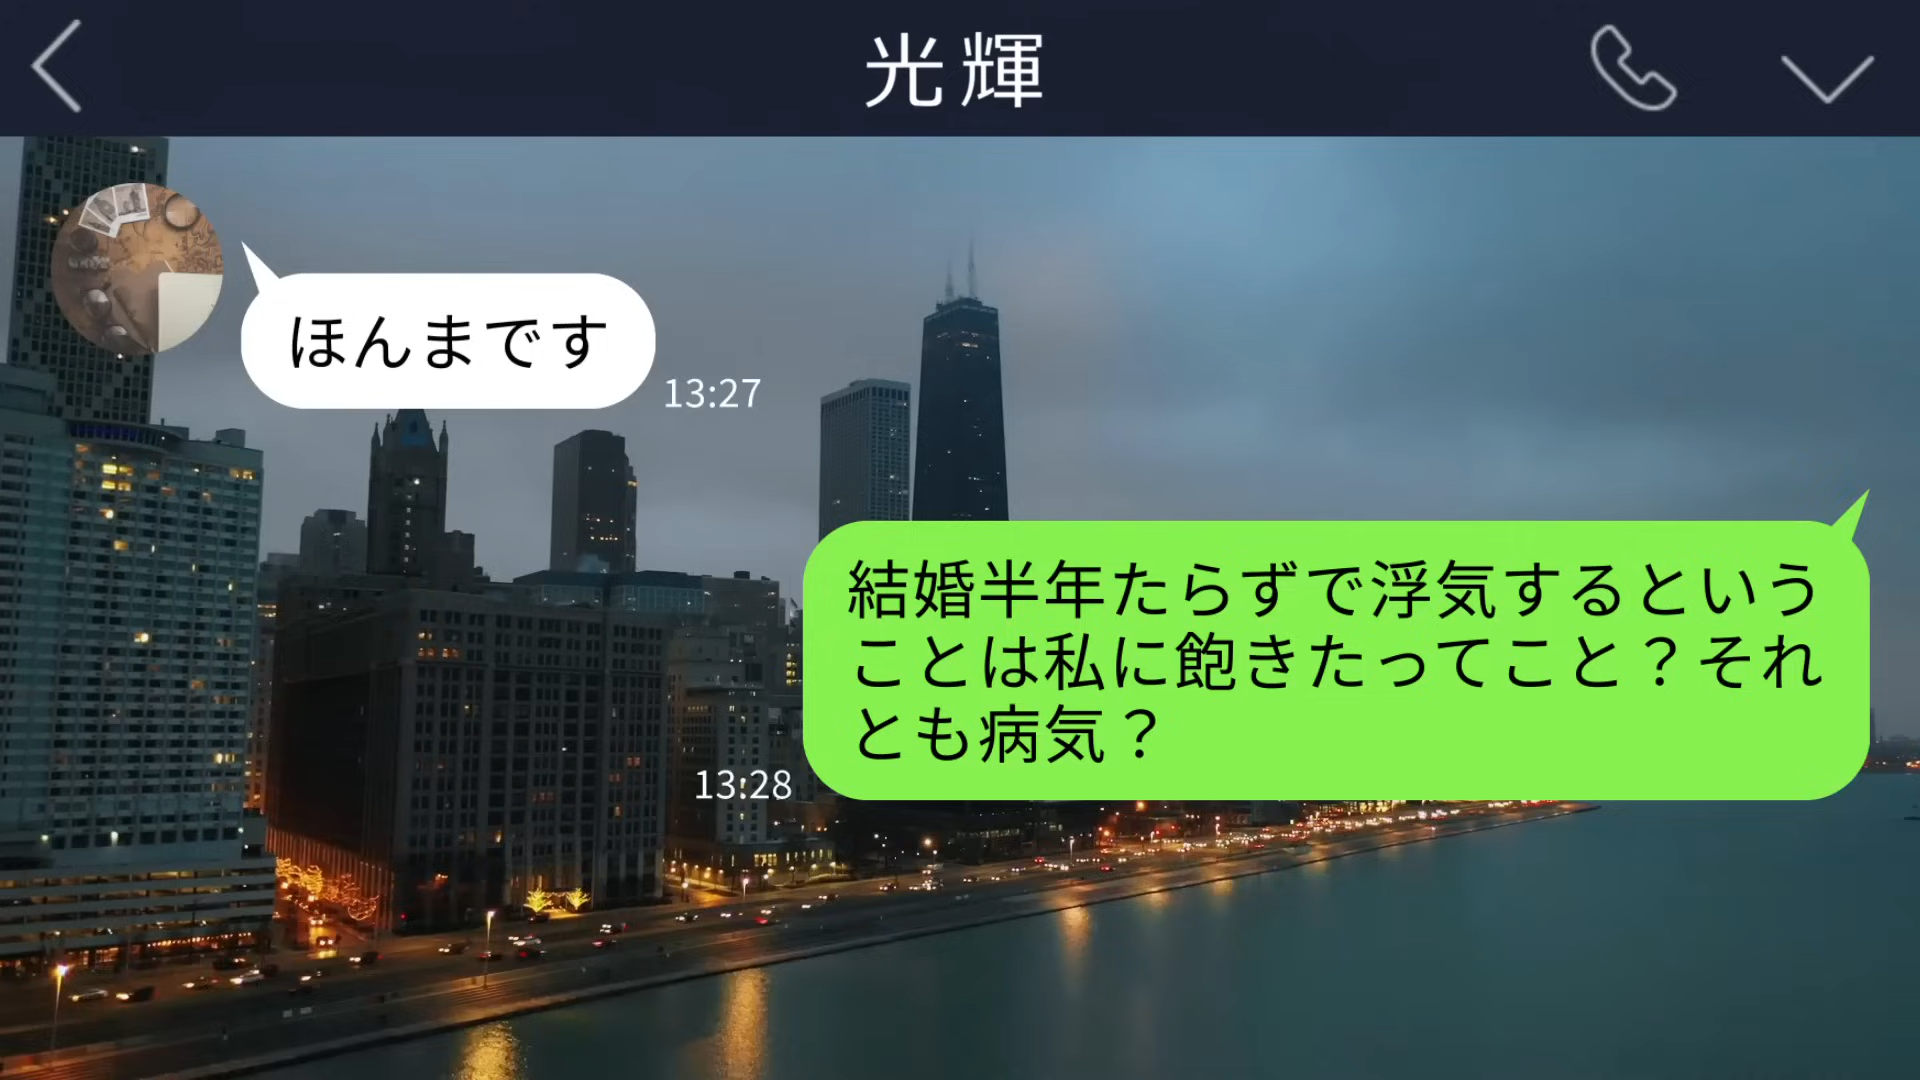 光輝
ほんまです
13:27
結婚半年たらずで浮気するという
ことは私に飽きたってこと？それ
とも病気？
13:28